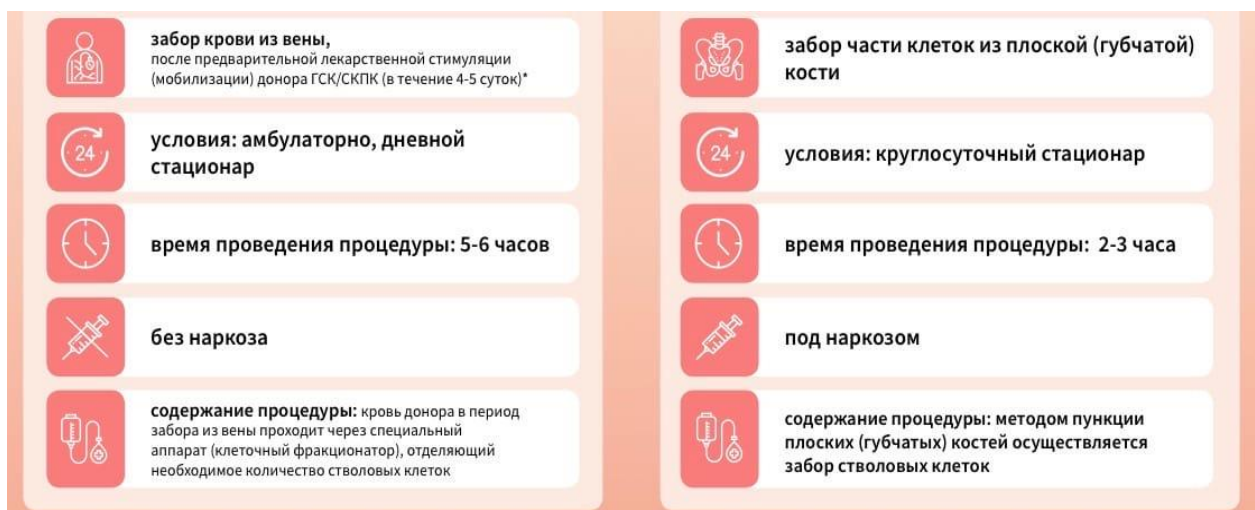 забор крови из вены,
после предварительной лекарственной стимуляции
(мобилизации) донора ГСК/СКПК (в течение 4-5 суток)*
24
условия: амбулаторно, дневной
стационар
время проведения процедуры: 5-6 часов
без наркоза
содержание процедуры: кровь донора в период
забора из вены проходит через специальный
аппарат (клеточный фракционатор), отделяющий
необходимое количество стволовых клеток
забор части клеток из плоской (губчатой)
кости
24
условия: круглосуточный стационар
время проведения процедуры: 2-3 часа
под наркозом
содержание процедуры: методом пункции
плоских (губчатых) костей осуществляется
забор стволовых клеток